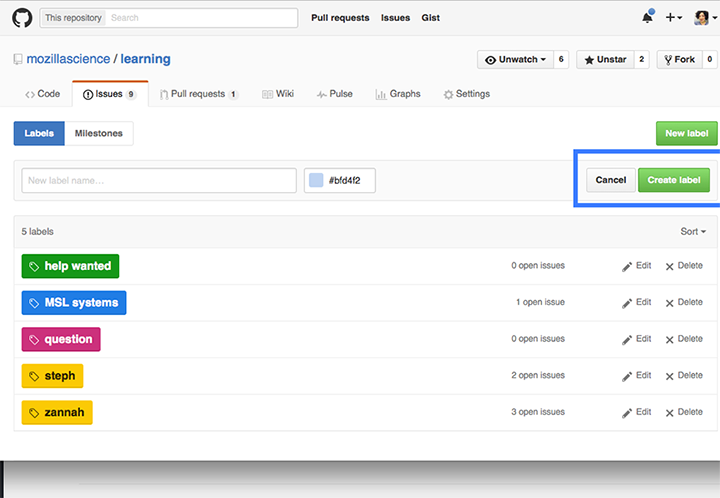 This repository Search Pull requests Issues Gist
mozillascience / learning Unwatch 6 Unstar 2 Fork 0
Code Issues 9 Pull requests 1 Wiki Pulse Graphs Settings
Labels Milestones New label
New label name… #bfd4f2 Cancel Create label
5 labels Sort
help wanted 0 open issues Edit Delete
MSL systems 1 open issue Edit Delete
question 0 open issues Edit Delete
steph 2 open issues Edit Delete
zannah 3 open issues Edit Delete